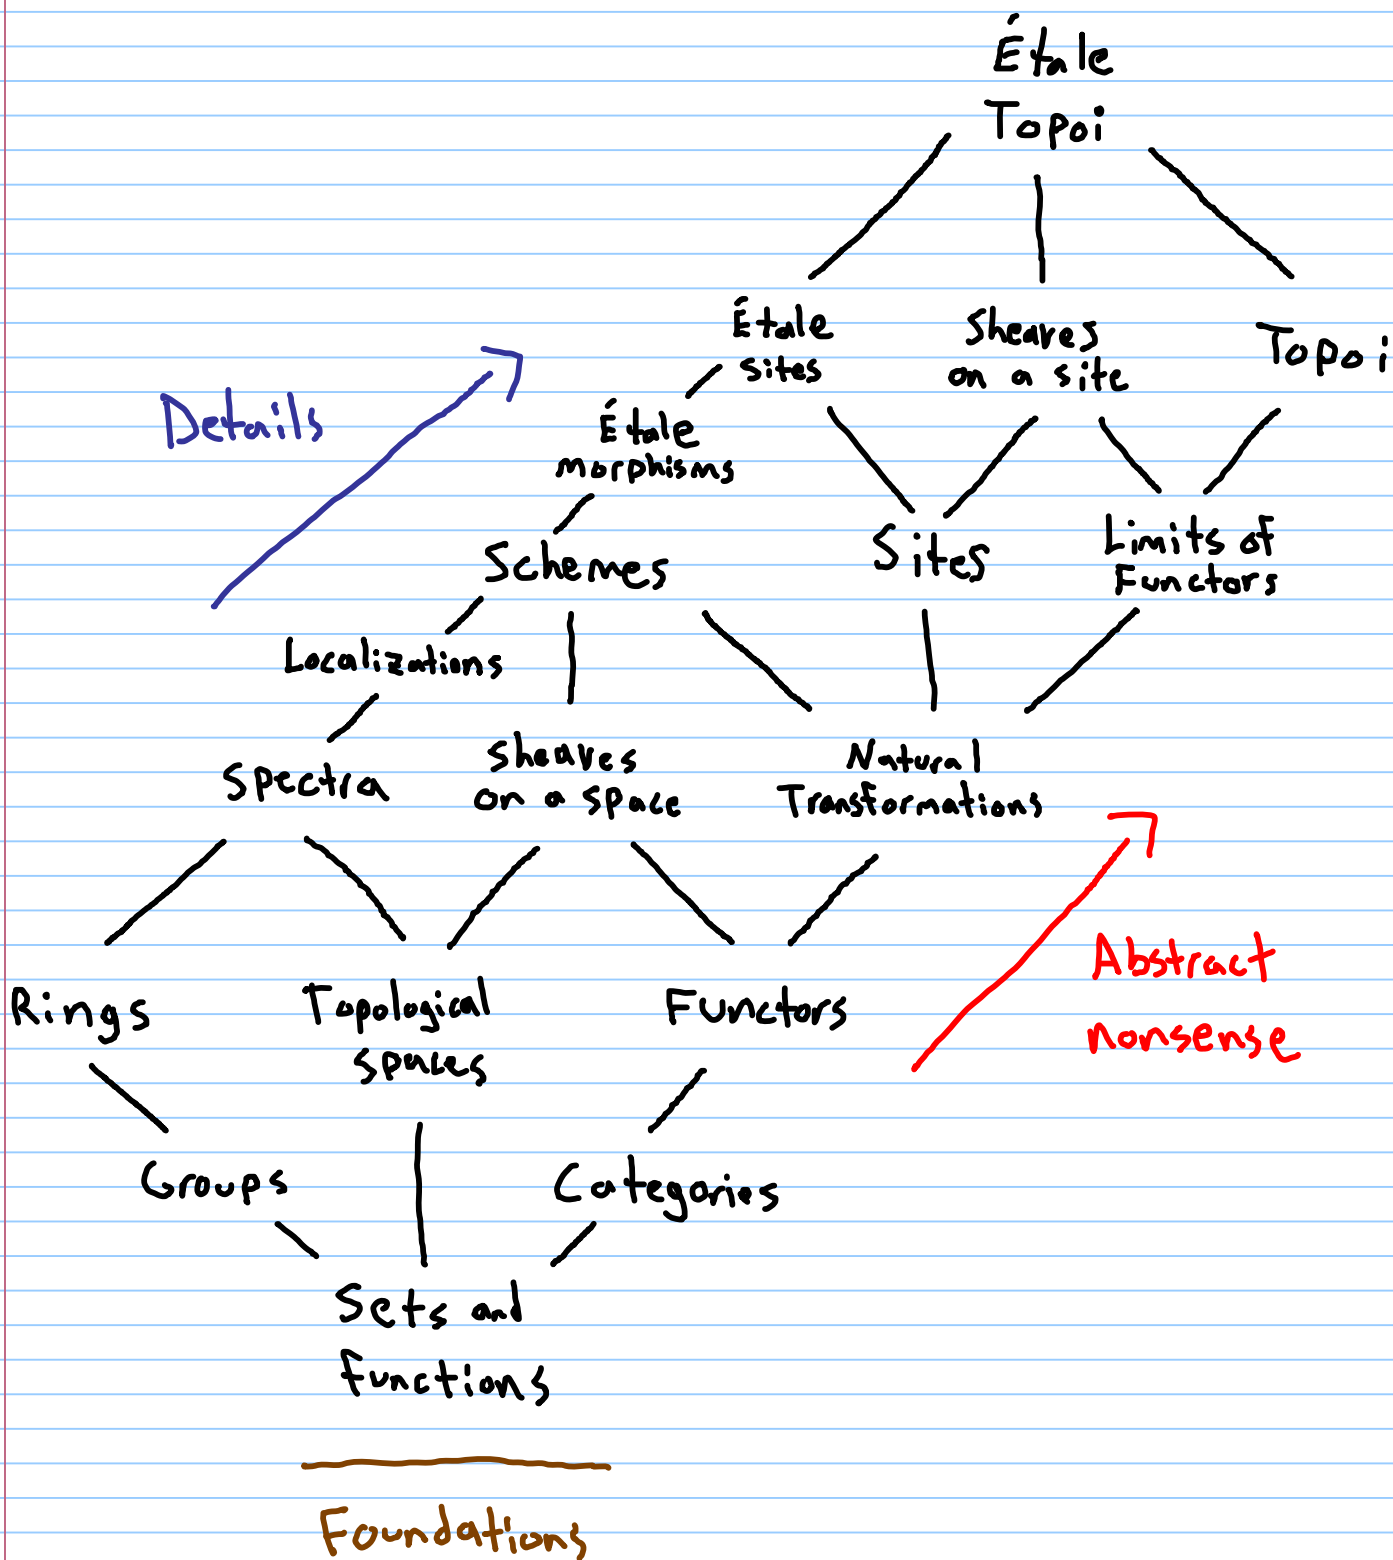 Étale
Topoi
Étale
sites
Sheaves
on a site
Topoi
Details
Étale
morphisms
Schemes
Sites
Limits of
Functors
Localizations
Spectra
Sheaves
on a space
Natural
Transformations
Rings
Topological
spaces
Functors
Abstract
nonsense
Groups
Categories
Sets and
functions
Foundations